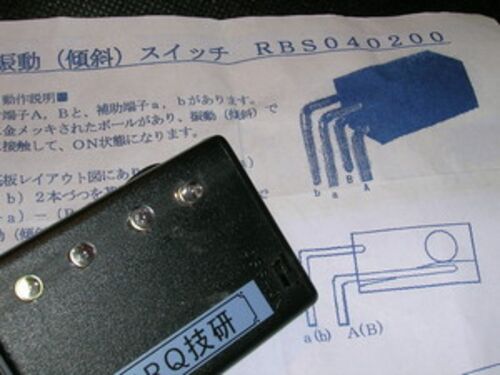 振動（傾斜）スイッチ RBS040200
動作説明■
端子A，Bと、補助端子a，bがあります。
金メッキされたボールがあり、振動（傾斜）で
接触して、ON状態になります。
板レイアウト図にあ
b）2本づつを
a）－（B
b a B A
a(b) A(B)
RQ技研